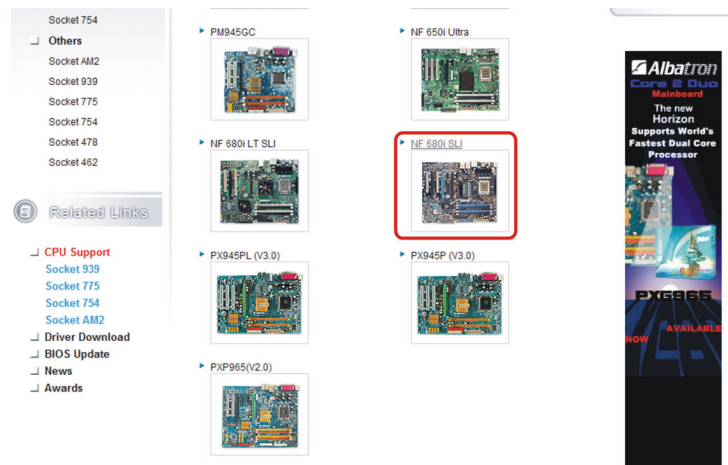 Socket 754
Others
Socket AM2
Socket 939
Socket 775
Socket 754
Socket 478
Socket 462
Related Links
CPU Support
Socket 939
Socket 775
Socket 754
Socket AM2
Driver Download
BIOS Update
News
Awards
PM945GC
NF 650i Ultra
NF 680i LT SLI
NF 680i SLI
PX945PL (V3.0)
PX945P (V3.0)
PXP965(V2.0)
Albatron
Core 2 Duo
Mainboard
The new
Horizon
Supports World's
Fastest Dual Core
Processor
PXG965
AVAILABLE
NOW